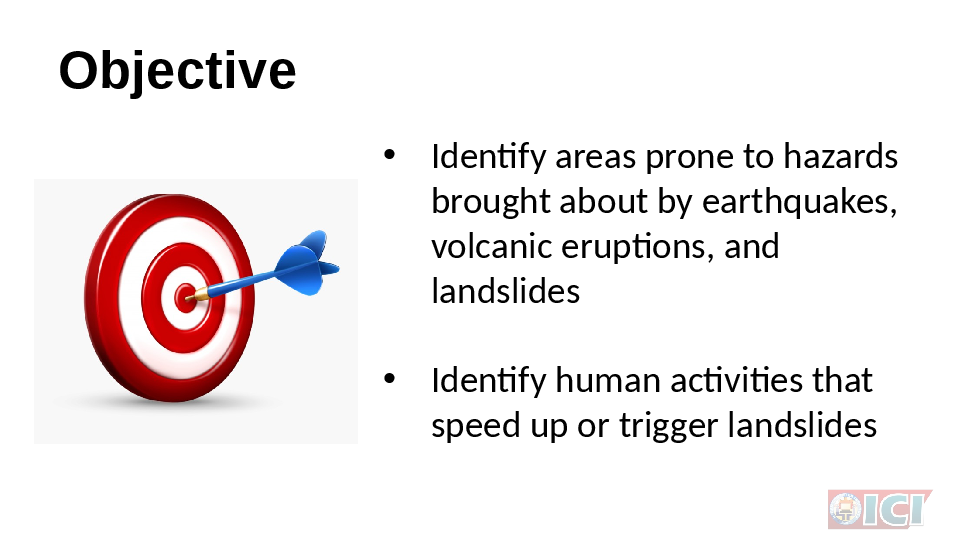 Objective
• Identify areas prone to hazards
brought about by earthquakes,
volcanic eruptions, and
landslides
• Identify human activities that
speed up or trigger landslides
ICI